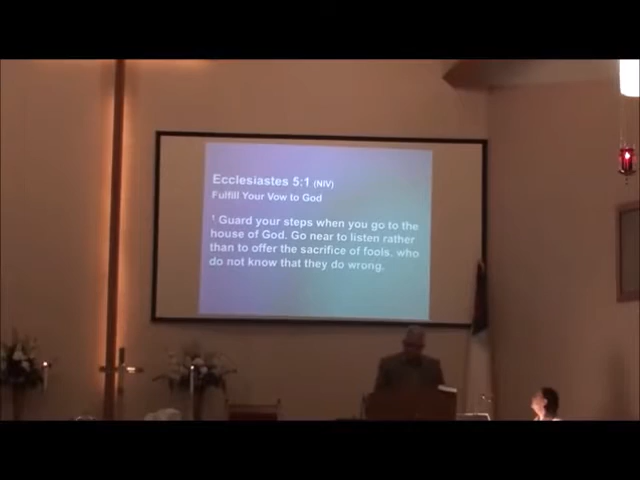 Ecclesiastes 5:1 (NIV)
Fulfill Your Vow to God
1 Guard your steps when you go to the
house of God. Go near to listen rather
than to offer the sacrifice of fools, who
do not know that they do wrong.